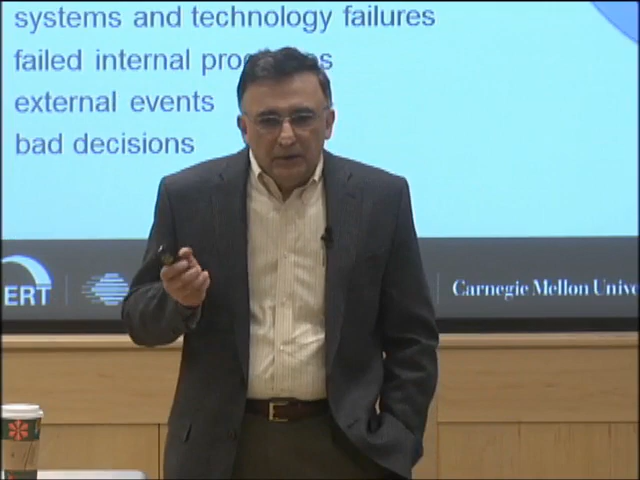 systems and technology failures
failed internal
external events
bad decisions
ERT
Carnegie Mellon